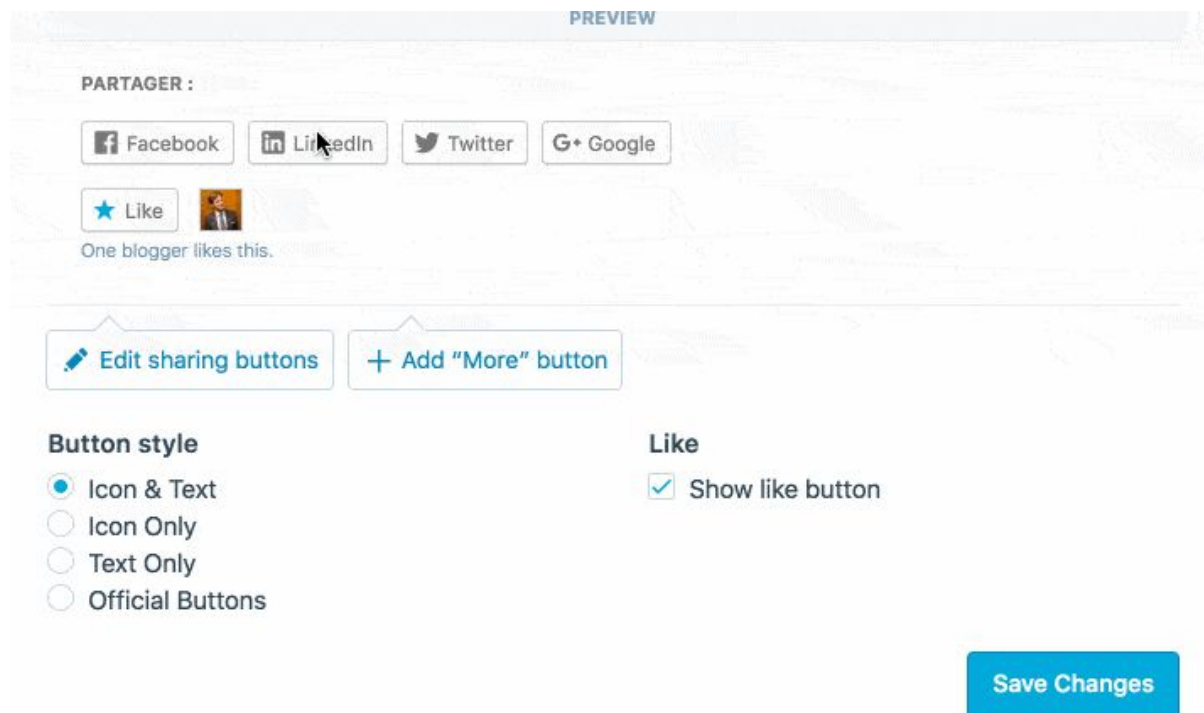 PREVIEW
PARTAGER :
Facebook LinkedIn Twitter G+ Google
Like
One blogger likes this.
Edit sharing buttons + Add “More” button
Button style Like
Icon & Text Show like button
Icon Only
Text Only
Official Buttons
Save Changes